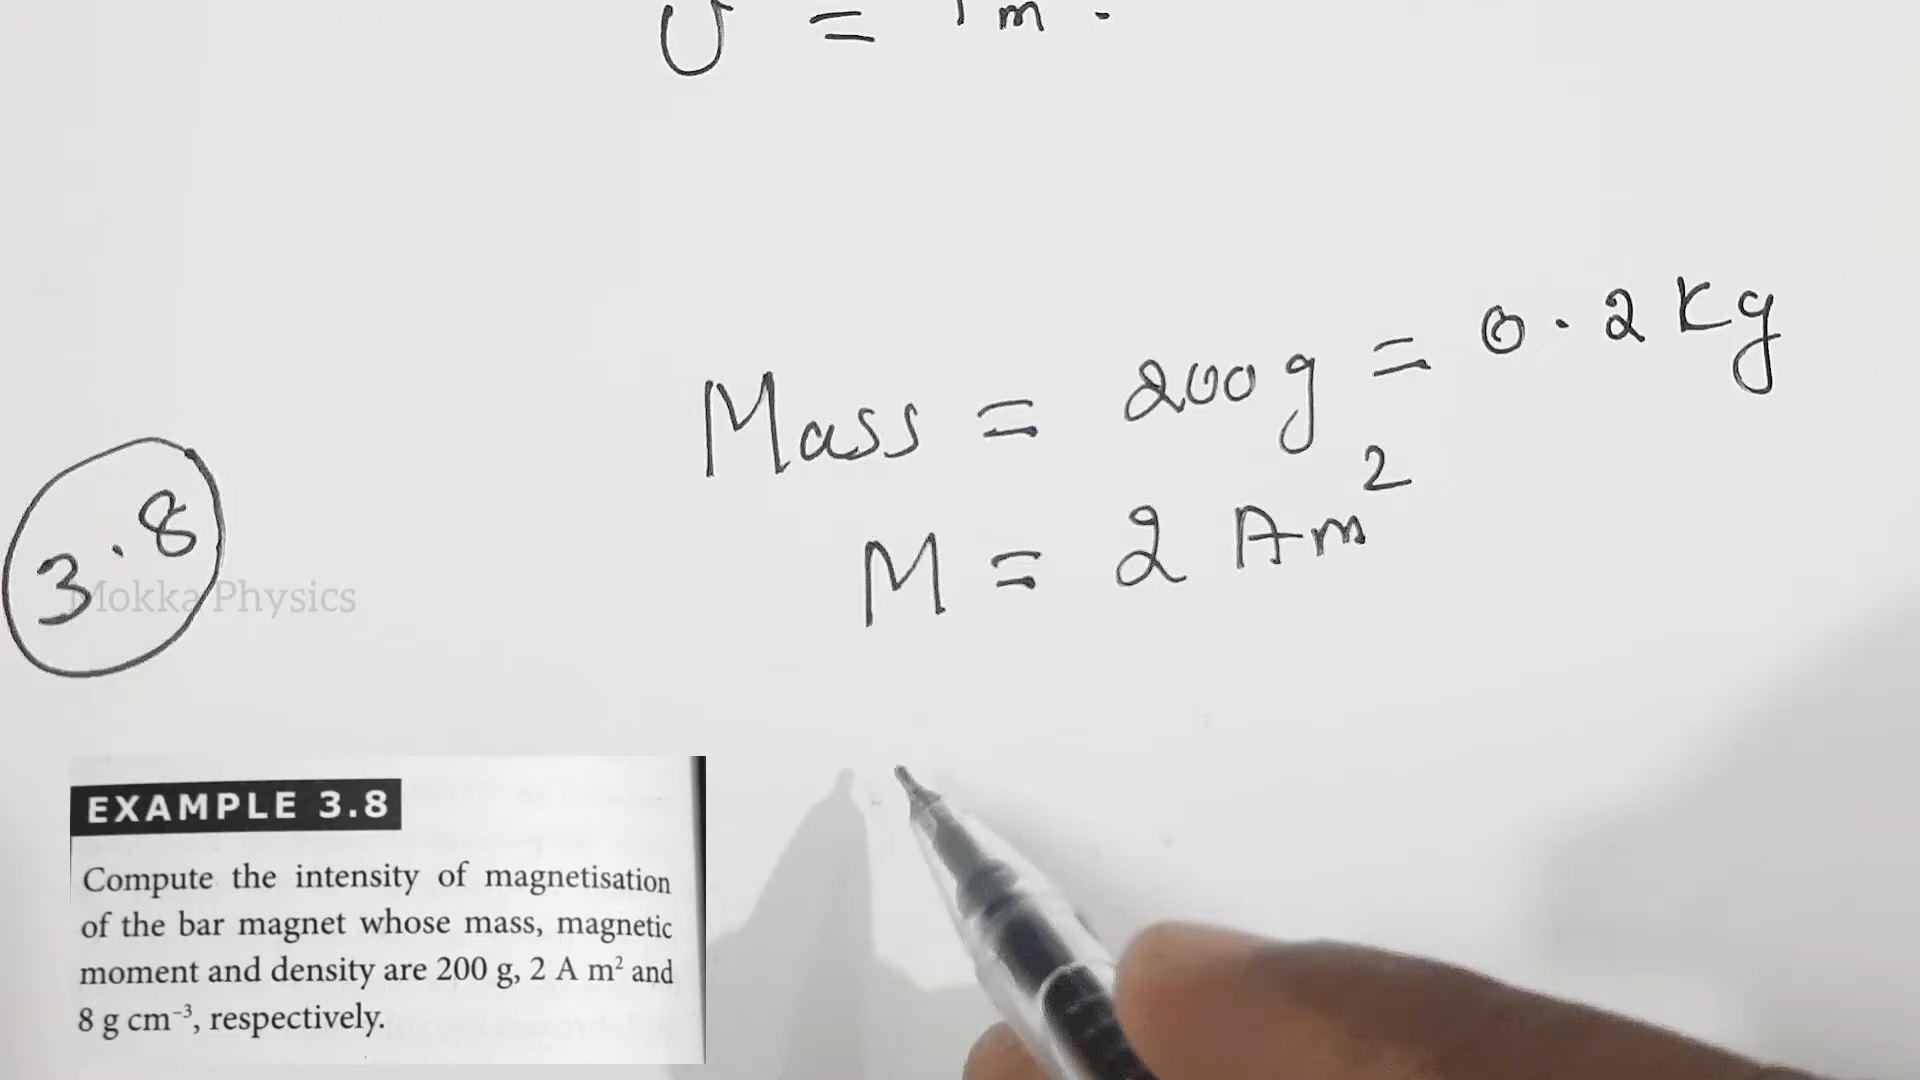 Mass = 200 g = 0.2 Kg
M = 2 Am²
3.8
Mokka Physics
EXAMPLE 3.8
Compute the intensity of magnetisation
of the bar magnet whose mass, magnetic
moment and density are 200 g, 2 A m² and
8 g cm⁻³, respectively.